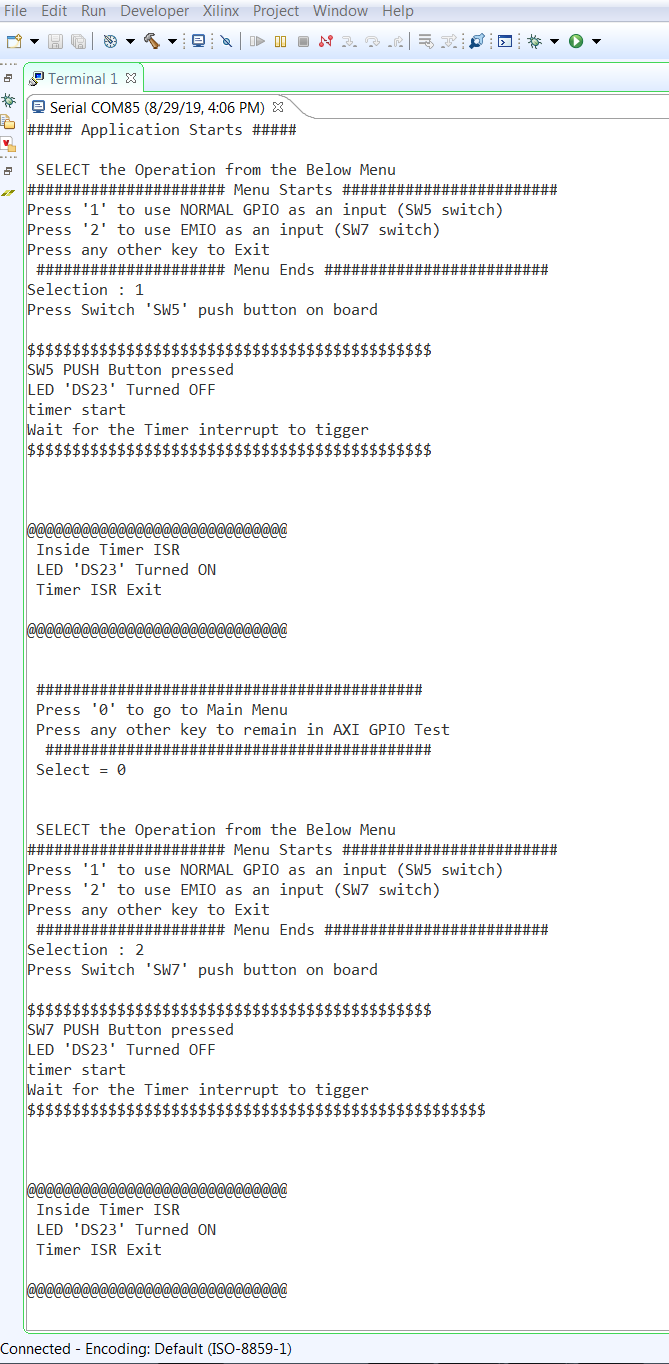 File Edit Run Developer Xilinx Project Window Help
Terminal 1
Serial COM85 (8/29/19, 4:06 PM)
##### Application Starts #####
SELECT the Operation from the Below Menu
###################### Menu Starts ########################
Press '1' to use NORMAL GPIO as an input (SW5 switch)
Press '2' to use EMIO as an input (SW7 switch)
Press any other key to Exit
##################### Menu Ends #########################
Selection : 1
Press Switch 'SW5' push button on board
$$$$$$$$$$$$$$$$$$$$$$$$$$$$$$$$$$$$$$$$$$$$$
SW5 PUSH Button pressed
LED 'DS23' Turned OFF
timer start
Wait for the Timer interrupt to tigger
$$$$$$$$$$$$$$$$$$$$$$$$$$$$$$$$$$$$$$$$$$$$$
@@@@@@@@@@@@@@@@@@@@@@@@@@@@@
Inside Timer ISR
LED 'DS23' Turned ON
Timer ISR Exit
@@@@@@@@@@@@@@@@@@@@@@@@@@@@@
###########################################
Press '0' to go to Main Menu
Press any other key to remain in AXI GPIO Test
###########################################
Select = 0
SELECT the Operation from the Below Menu
###################### Menu Starts ########################
Press '1' to use NORMAL GPIO as an input (SW5 switch)
Press '2' to use EMIO as an input (SW7 switch)
Press any other key to Exit
##################### Menu Ends #########################
Selection : 2
Press Switch 'SW7' push button on board
$$$$$$$$$$$$$$$$$$$$$$$$$$$$$$$$$$$$$$$$$$$$$
SW7 PUSH Button pressed
LED 'DS23' Turned OFF
timer start
Wait for the Timer interrupt to tigger
$$$$$$$$$$$$$$$$$$$$$$$$$$$$$$$$$$$$$$$$$$$$$$$$$$$
@@@@@@@@@@@@@@@@@@@@@@@@@@@@@
Inside Timer ISR
LED 'DS23' Turned ON
Timer ISR Exit
@@@@@@@@@@@@@@@@@@@@@@@@@@@@@
Connected - Encoding: Default (ISO-8859-1)